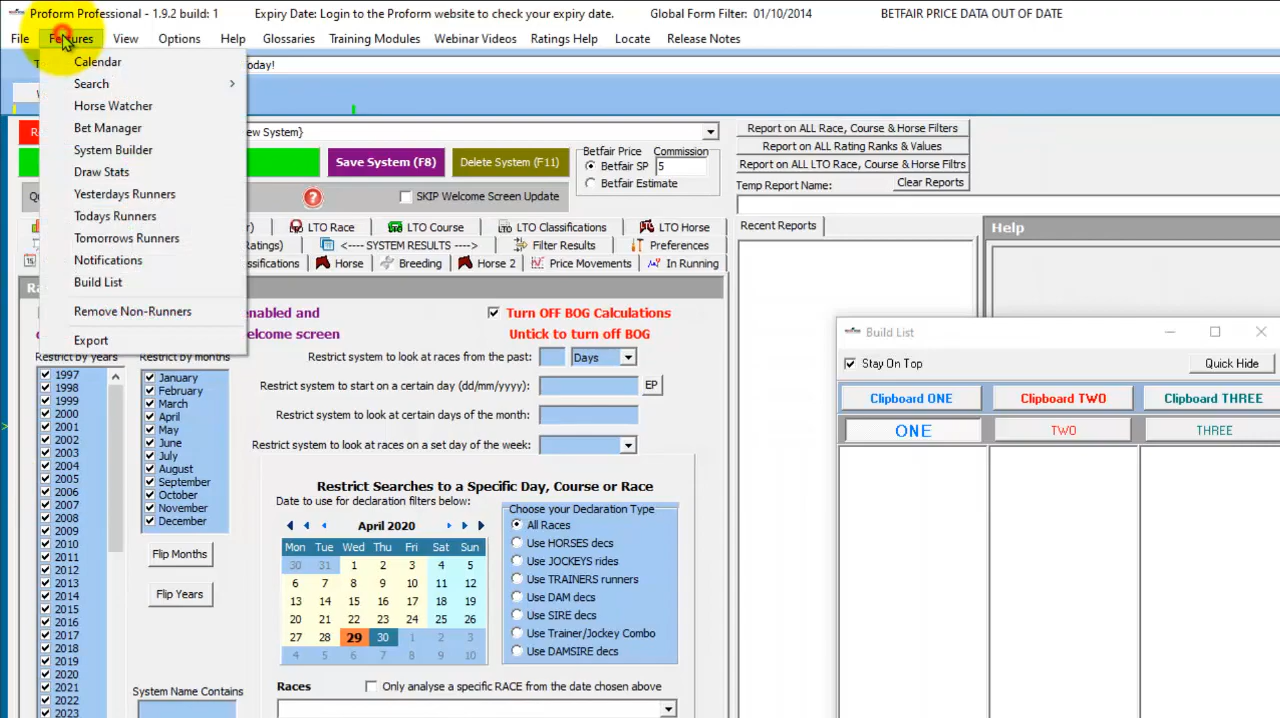 Proform Professional - 1.9.2 build: 1 Expiry Date: Login to the Proform website to check your expiry date. Global Form Filter: 01/10/2014 BETFAIR PRICE DATA OUT OF DATE
File Features View Options Help Glossaries Training Modules Webinar Videos Ratings Help Locate Release Notes
Calendar
Search
Horse Watcher
Bet Manager
System Builder
Draw Stats
Yesterdays Runners
Todays Runners
Tomorrows Runners
Notifications
Build List
Remove Non-Runners
Export
oday!
ew System}
Save System (F8) Delete System (F11)
Betfair Price Commission
Betfair SP 5
Betfair Estimate
SKIP Welcome Screen Update
Report on ALL Race, Course & Horse Filters
Report on ALL Rating Ranks & Values
Report on ALL LTO Race, Course & Horse Filtrs
Temp Report Name: Clear Reports
LTO Race LTO Course LTO Classifications LTO Horse
atings) <---- SYSTEM RESULTS ----> Filter Results Preferences
ssifications Horse Breeding Horse 2 Price Movements In Running
Recent Reports
Help
nabled and
elcome screen
Turn OFF BOG Calculations
Untick to turn off BOG
Restrict system to look at races from the past: Days
Restrict system to start on a certain day (dd/mm/yyyy): EP
Restrict system to look at certain days of the month:
Restrict system to look at races on a set day of the week:
Restrict by years
1997
1998
1999
2000
2001
2002
2003
2004
2005
2006
2007
2008
2009
2010
2011
2012
2013
2014
2015
2016
2017
2018
2019
2020
2021
2022
2023
Restrict by months
January
February
March
April
May
June
July
August
September
October
November
December
Flip Months
Flip Years
System Name Contains
Restrict Searches to a Specific Day, Course or Race
Date to use for declaration filters below:
April 2020
Mon Tue Wed Thu Fri Sat Sun
30 31 1 2 3 4 5
6 7 8 9 10 11 12
13 14 15 16 17 18 19
20 21 22 23 24 25 26
27 28 29 30 1 2 3
4 5 6 7 8 9 10
Choose your Declaration Type
All Races
Use HORSES decs
Use JOCKEYS rides
Use TRAINERS runners
Use DAM decs
Use SIRE decs
Use Trainer/Jockey Combo
Use DAMSIRE decs
Races Only analyse a specific RACE from the date chosen above
Build List
Stay On Top Quick Hide
Clipboard ONE Clipboard TWO Clipboard THREE
ONE TWO THREE